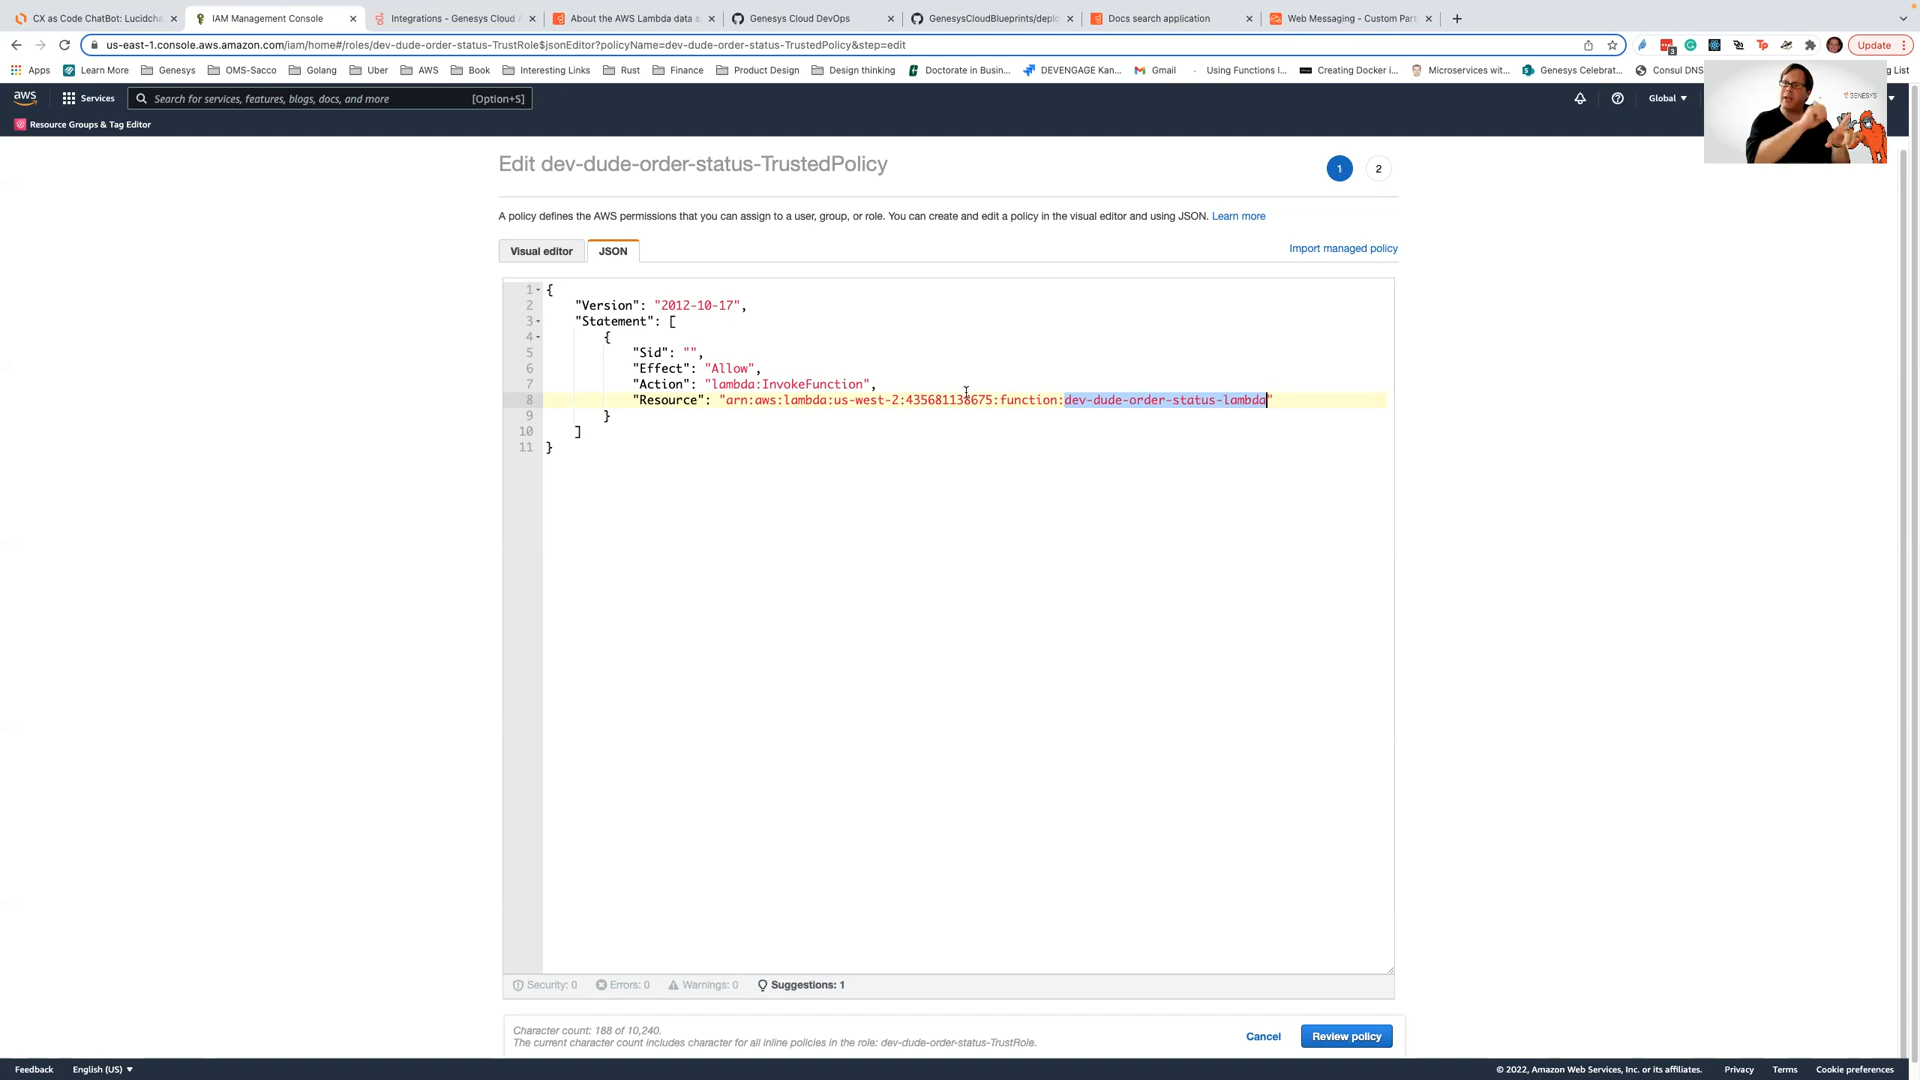 CX as Code ChatBot: Lucidcha
IAM Management Console
Integrations - Genesys Cloud A
About the AWS Lambda data a
Genesys Cloud DevOps
GenesysCloudBlueprints/deplo
Docs search application
Web Messaging - Custom Part
us-east-1.console.aws.amazon.com/iam/home#/roles/dev-dude-order-status-TrustRole$jsonEditor?policyName=dev-dude-order-status-TrustedPolicy&step=edit
Update
Apps
Learn More
Genesys
OMS-Sacco
Golang
Uber
AWS
Book
Interesting Links
Rust
Finance
Product Design
Design thinking
Doctorate in Busin...
DEVENGAGE Kan...
Gmail
Using Functions I...
Creating Docker i...
Microservices wit...
Genesys Celebrat...
Consul DNS
List
aws
Services
Search for services, features, blogs, docs, and more
[Option+S]
Global
GENESYS
Resource Groups & Tag Editor
Edit dev-dude-order-status-TrustedPolicy
1
2
A policy defines the AWS permissions that you can assign to a user, group, or role. You can create and edit a policy in the visual editor and using JSON. Learn more
Visual editor
JSON
Import managed policy
1 {
2 "Version": "2012-10-17",
3 "Statement": [
4 {
5 "Sid": "",
6 "Effect": "Allow",
7 "Action": "lambda:InvokeFunction",
8 "Resource": "arn:aws:lambda:us-west-2:435681138675:function:dev-dude-order-status-lambda"
9 }
10 ]
11 }
Security: 0
Errors: 0
Warnings: 0
Suggestions: 1
Character count: 188 of 10,240.
The current character count includes character for all inline policies in the role: dev-dude-order-status-TrustRole.
Cancel
Review policy
Feedback
English (US)
© 2022, Amazon Web Services, Inc. or its affiliates.
Privacy
Terms
Cookie preferences